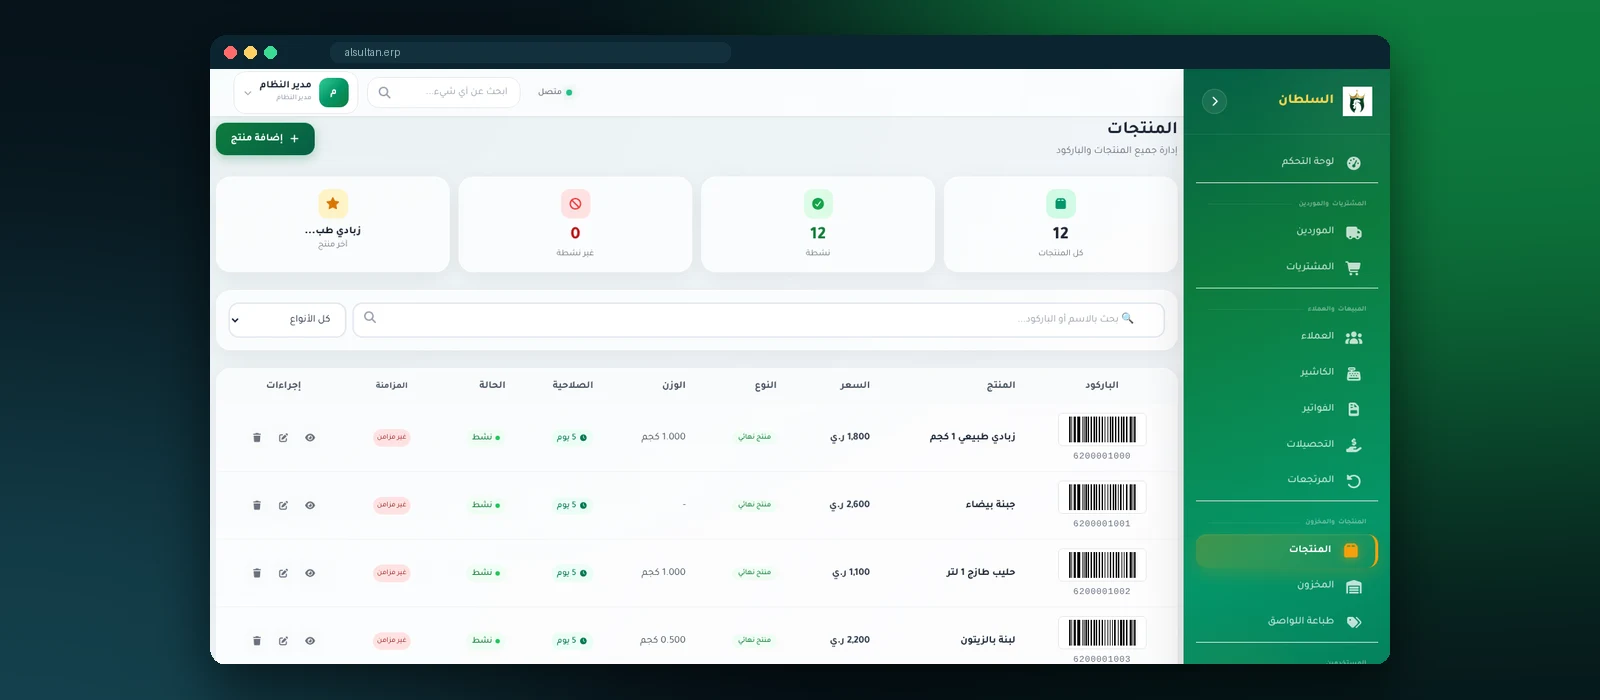 alsultan.erp
السلطان
لوحة التحكم
المشتريات والموردين
الموردين
المشتريات
المبيعات والعملاء
العملاء
الكاشير
الفواتير
التحصيلات
المرتجعات
المنتجات والمخزون
المنتجات
المخزون
طباعة اللواصق
متصل
ابحث عن أي شيء...
م
مدير النظام
مدير النظام
المنتجات
إدارة جميع المنتجات والباركود
+ إضافة منتج
12
كل المنتجات
12
نشطة
0
غير نشطة
زبادي طب...
آخر منتج
🔍 بحث بالاسم أو الباركود...
كل الأنواع
الباركود المنتج السعر النوع الوزن الصلاحية الحالة المزامنة إجراءات
6200001000 زبادي طبيعي 1 كجم 1,800 ر.ي منتج نهائي 1.000 كجم 5 يوم نشط غير مزامن
6200001001 جبنة بيضاء 2,600 ر.ي منتج نهائي - 5 يوم نشط غير مزامن
6200001002 حليب طازج 1 لتر 1,100 ر.ي منتج نهائي 1.000 كجم 5 يوم نشط غير مزامن
6200001003 لبنة بالزيتون 2,200 ر.ي منتج نهائي 0.500 كجم 5 يوم نشط غير مزامن